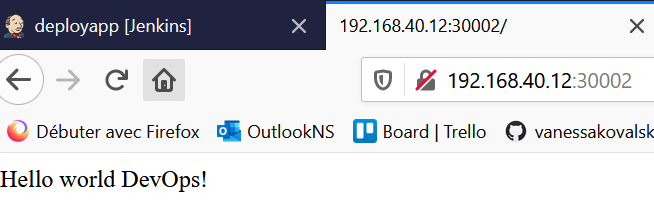 deployapp [Jenkins]
192.168.40.12:30002/
192.168.40.12:30002
Débuter avec Firefox
OutlookNS
Board | Trello
vanessakovalsk
Hello world DevOps!